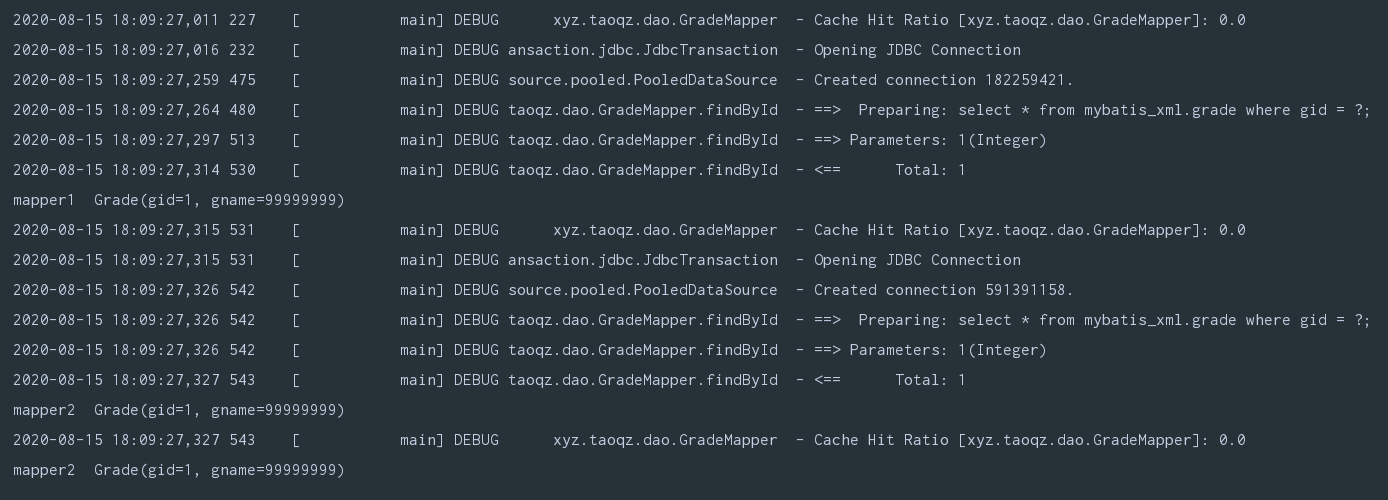 2020-08-15 18:09:27,011 227    [           main] DEBUG      xyz.taoqz.dao.GradeMapper  - Cache Hit Ratio [xyz.taoqz.dao.GradeMapper]: 0.0
2020-08-15 18:09:27,016 232    [           main] DEBUG ansaction.jdbc.JdbcTransaction  - Opening JDBC Connection
2020-08-15 18:09:27,259 475    [           main] DEBUG source.pooled.PooledDataSource  - Created connection 182259421.
2020-08-15 18:09:27,264 480    [           main] DEBUG taoqz.dao.GradeMapper.findById  - ==>  Preparing: select * from mybatis_xml.grade where gid = ?;
2020-08-15 18:09:27,297 513    [           main] DEBUG taoqz.dao.GradeMapper.findById  - ==> Parameters: 1(Integer)
2020-08-15 18:09:27,314 530    [           main] DEBUG taoqz.dao.GradeMapper.findById  - <==      Total: 1
mapper1  Grade(gid=1, gname=99999999)
2020-08-15 18:09:27,315 531    [           main] DEBUG      xyz.taoqz.dao.GradeMapper  - Cache Hit Ratio [xyz.taoqz.dao.GradeMapper]: 0.0
2020-08-15 18:09:27,315 531    [           main] DEBUG ansaction.jdbc.JdbcTransaction  - Opening JDBC Connection
2020-08-15 18:09:27,326 542    [           main] DEBUG source.pooled.PooledDataSource  - Created connection 591391158.
2020-08-15 18:09:27,326 542    [           main] DEBUG taoqz.dao.GradeMapper.findById  - ==>  Preparing: select * from mybatis_xml.grade where gid = ?;
2020-08-15 18:09:27,326 542    [           main] DEBUG taoqz.dao.GradeMapper.findById  - ==> Parameters: 1(Integer)
2020-08-15 18:09:27,327 543    [           main] DEBUG taoqz.dao.GradeMapper.findById  - <==      Total: 1
mapper2  Grade(gid=1, gname=99999999)
2020-08-15 18:09:27,327 543    [           main] DEBUG      xyz.taoqz.dao.GradeMapper  - Cache Hit Ratio [xyz.taoqz.dao.GradeMapper]: 0.0
mapper2  Grade(gid=1, gname=99999999)